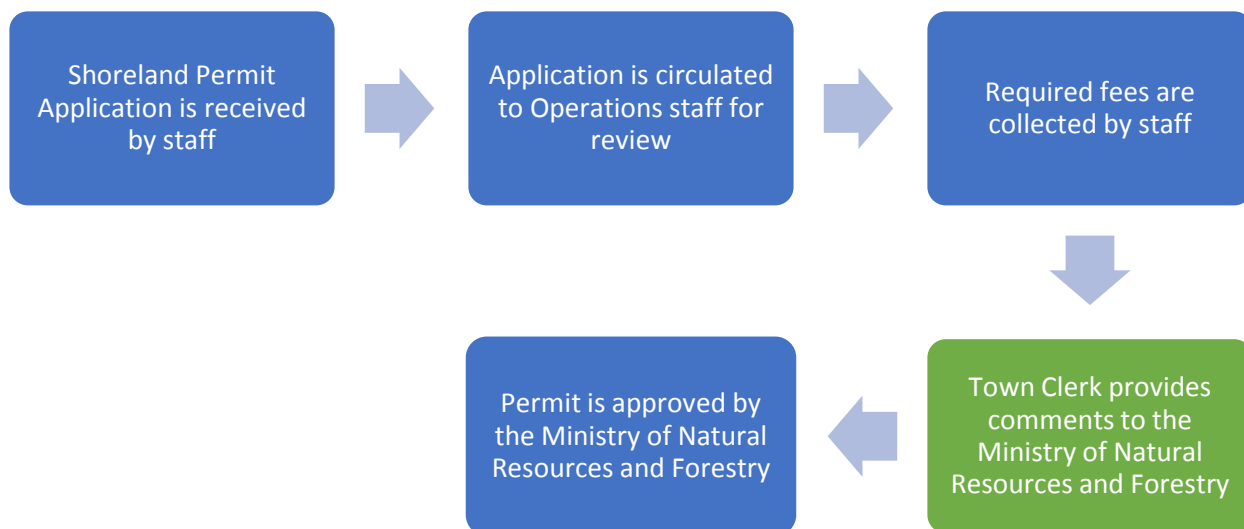 Shoreland Permit
Application is received
by staff
Application is circulated
to Operations staff for
review
Required fees are
collected by staff
Town Clerk provides
comments to the
Ministry of Natural
Resources and Forestry
Permit is approved by
the Ministry of Natural
Resources and Forestry